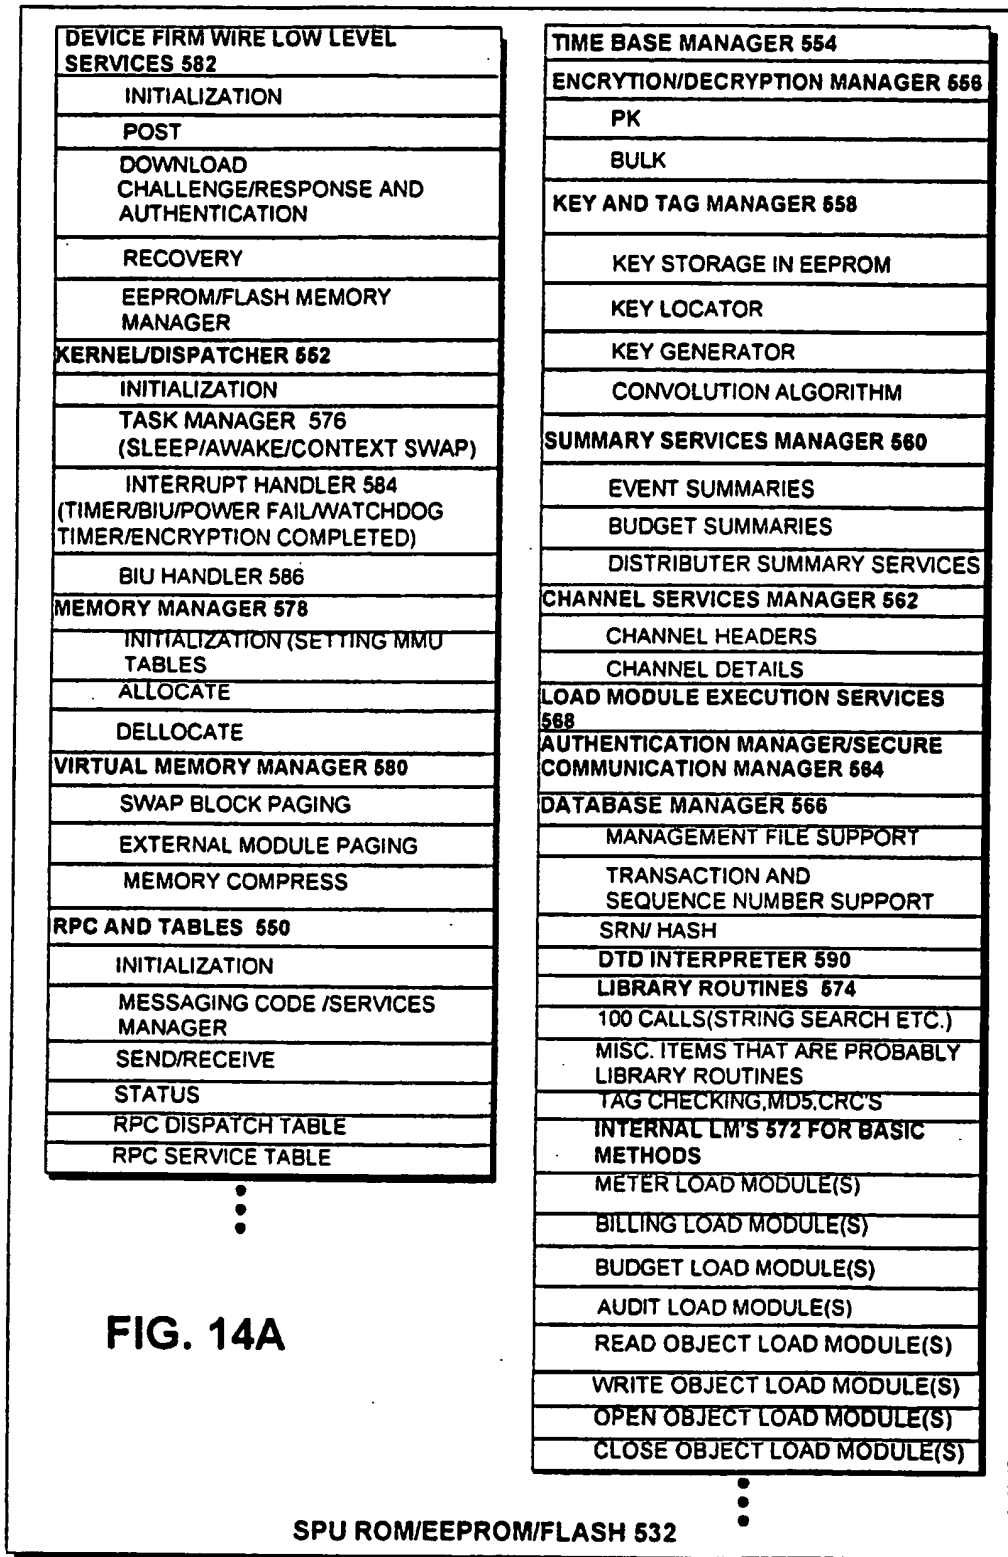 DEVICE FIRM WIRE LOW LEVEL
SERVICES 582
INITIALIZATION
POST
DOWNLOAD
CHALLENGE/RESPONSE AND
AUTHENTICATION
RECOVERY
EEPROM/FLASH MEMORY
MANAGER
KERNEL/DISPATCHER 552
INITIALIZATION
TASK MANAGER 576
(SLEEP/AWAKE/CONTEXT SWAP)
INTERRUPT HANDLER 584
(TIMER/BIU/POWER FAIL/WATCHDOG
TIMER/ENCRYPTION COMPLETED)
BIU HANDLER 586
MEMORY MANAGER 578
INITIALIZATION (SETTING MMU
TABLES
ALLOCATE
DELLOCATE
VIRTUAL MEMORY MANAGER 580
SWAP BLOCK PAGING
EXTERNAL MODULE PAGING
MEMORY COMPRESS
RPC AND TABLES 550
INITIALIZATION
MESSAGING CODE /SERVICES
MANAGER
SEND/RECEIVE
STATUS
RPC DISPATCH TABLE
RPC SERVICE TABLE
TIME BASE MANAGER 554
ENCRYTION/DECRYPTION MANAGER 556
PK
BULK
KEY AND TAG MANAGER 558
KEY STORAGE IN EEPROM
KEY LOCATOR
KEY GENERATOR
CONVOLUTION ALGORITHM
SUMMARY SERVICES MANAGER 560
EVENT SUMMARIES
BUDGET SUMMARIES
DISTRIBUTER SUMMARY SERVICES
CHANNEL SERVICES MANAGER 562
CHANNEL HEADERS
CHANNEL DETAILS
LOAD MODULE EXECUTION SERVICES
568
AUTHENTICATION MANAGER/SECURE
COMMUNICATION MANAGER 564
DATABASE MANAGER 566
MANAGEMENT FILE SUPPORT
TRANSACTION AND
SEQUENCE NUMBER SUPPORT
SRN/ HASH
DTD INTERPRETER 590
LIBRARY ROUTINES 574
100 CALLS(STRING SEARCH ETC.)
MISC. ITEMS THAT ARE PROBABLY
LIBRARY ROUTINES
TAG CHECKING,MD5,CRC'S
INTERNAL LM'S 572 FOR BASIC
METHODS
METER LOAD MODULE(S)
BILLING LOAD MODULE(S)
BUDGET LOAD MODULE(S)
AUDIT LOAD MODULE(S)
READ OBJECT LOAD MODULE(S)
WRITE OBJECT LOAD MODULE(S)
OPEN OBJECT LOAD MODULE(S)
CLOSE OBJECT LOAD MODULE(S)
FIG. 14A
SPU ROM/EEPROM/FLASH 532